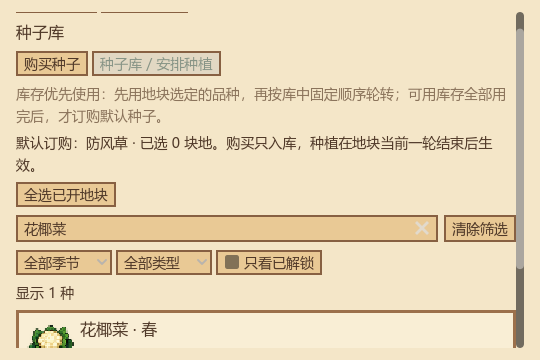 种子库
购买种子 种子库 / 安排种植
库存优先使用：先用地块选定的品种，再按库中固定顺序轮转；可用库存全部用
完后，才订购默认种子。
默认订购：防风草 · 已选 0 块地。购买只入库，种植在地块当前一轮结束后生
效。
全选已开地块
花椰菜 清除筛选
全部季节 全部类型 只看已解锁
显示 1 种
花椰菜 · 春